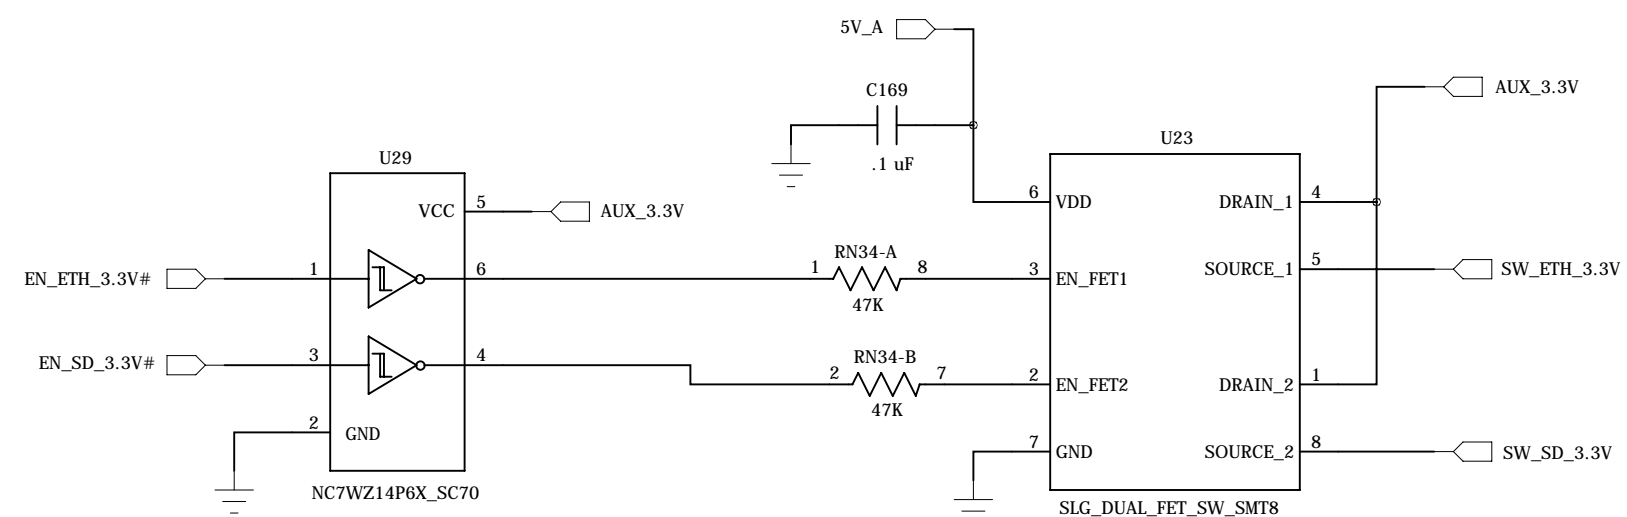 5V_A
C169
.1 uF
AUX_3.3V
U23
U29
6
VDD
DRAIN_1
4
VCC
5
AUX_3.3V
EN_ETH_3.3V#
1
6
1
RN34-A
8
47K
3
EN_FET1
SOURCE_1
5
SW_ETH_3.3V
EN_SD_3.3V#
3
4
2
RN34-B
7
47K
2
EN_FET2
DRAIN_2
1
2
GND
7
GND
SOURCE_2
8
SW_SD_3.3V
NC7WZ14P6X_SC70
SLG_DUAL_FET_SW_SMT8